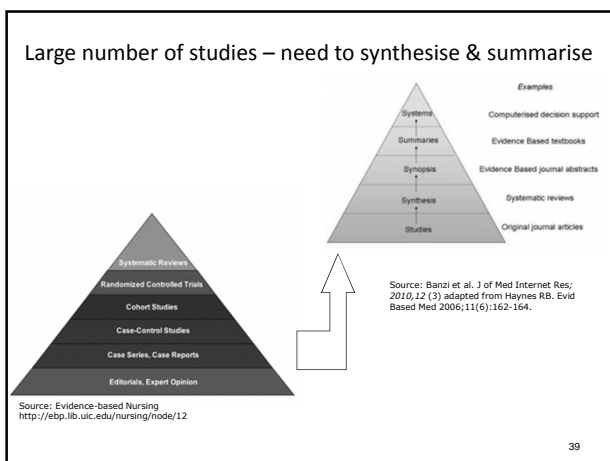 Large number of studies – need to synthesise & summarise
Examples
Systems
Computerised decision support
Summaries
Evidence Based textbooks
Synopsis
Evidence Based journal abstracts
Synthesis
Systematic reviews
Studies
Original journal articles
Source: Banzi et al. J of Med Internet Res;
2010,12 (3) adapted from Haynes RB. Evid
Based Med 2006;11(6):162-164.
Systematic Reviews
Randomized Controlled Trials
Cohort Studies
Case-Control Studies
Case Series, Case Reports
Editorials, Expert Opinion
Source: Evidence-based Nursing
http://ebp.lib.uic.edu/nursing/node/12
39